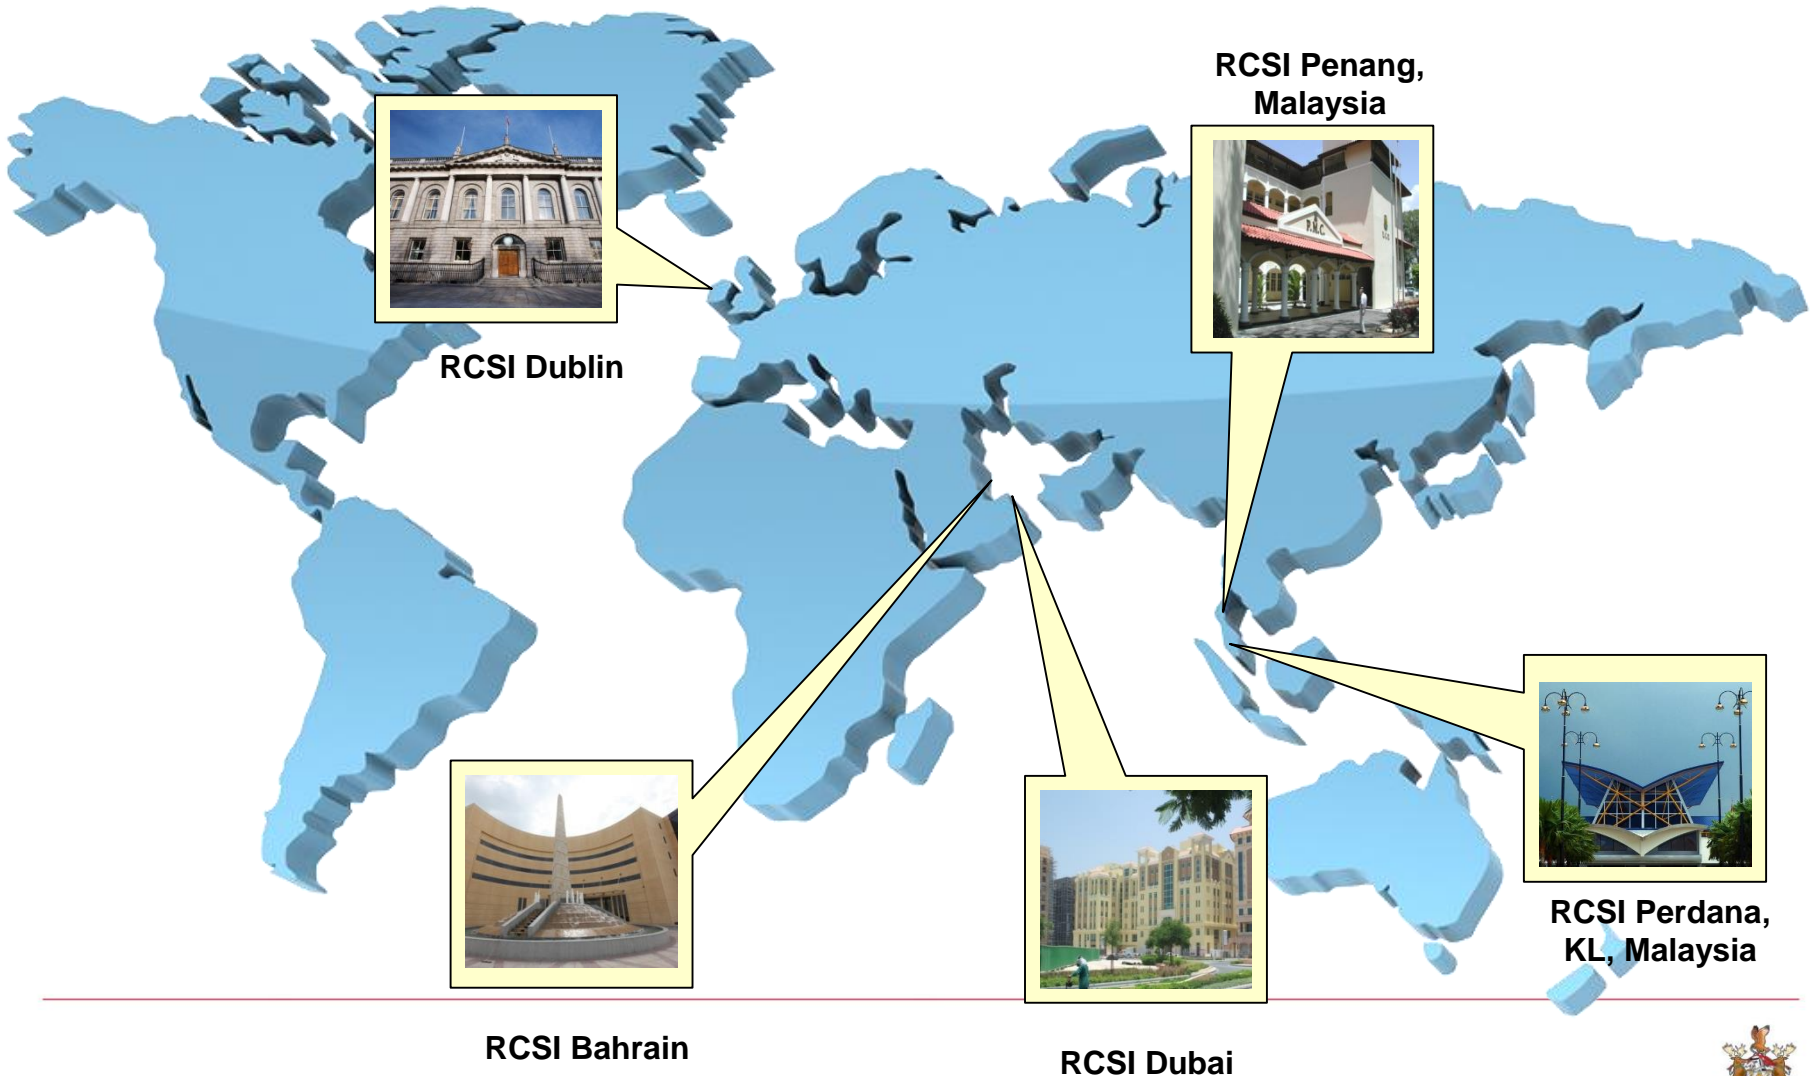 RCSI Penang,
Malaysia
P.M.C
RCSI Dublin
RCSI Perdana,
KL, Malaysia
RCSI Bahrain
RCSI Dubai